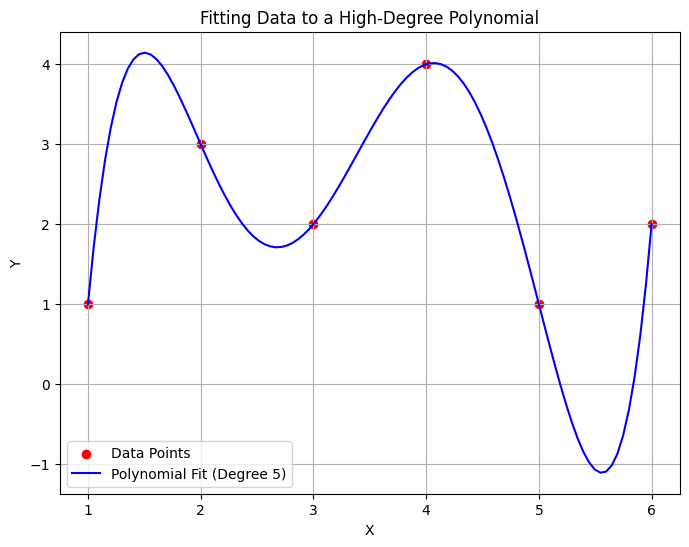 Fitting Data to a High-Degree Polynomial
4
3
2
1
0
−1
Y
Data Points
Polynomial Fit (Degree 5)
1 2 3 4 5 6
X